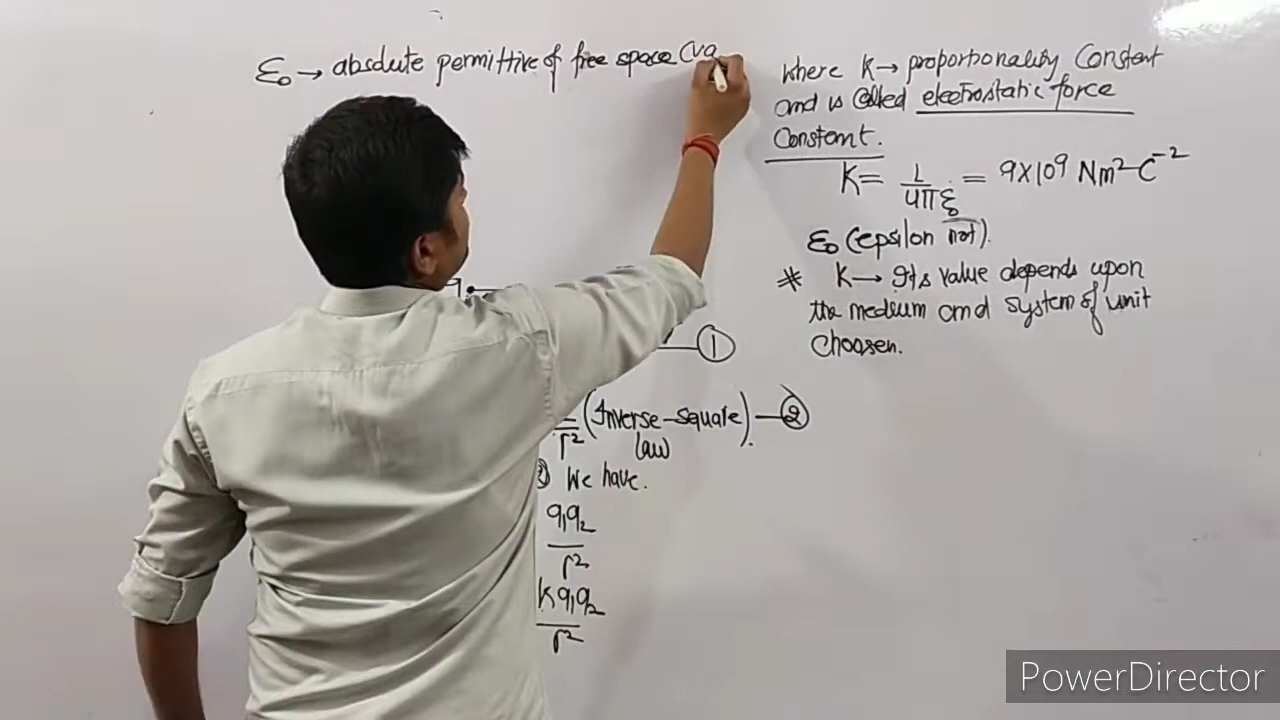 ε₀ → absolute permittive of free space (va
where K → proportionality Constant
and is Called electrostatic force
Constant.
K = 1/4πε₀ = 9×10⁹ Nm²C⁻²
ε₀ (epsilon not).
* K → It's value depends upon
the medium and system of unit
Choosen.
q
①
r² (Inverse-square) — ②
law
② We have.
q₁q₂
r²
K q₁q₂
r²
PowerDirector